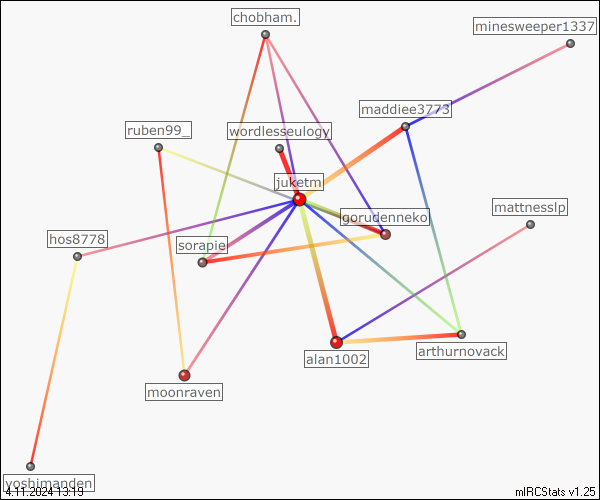 chobham.
minesweeper1337
maddiee3773
ruben99_
wordlesseulogy
juketm
mattnesslp
gorudenneko
hos8778
sorapie
arthurnovack
alan1002
moonraven
yoshimanden
4.11.2024 13:19
mIRCStats v1.25